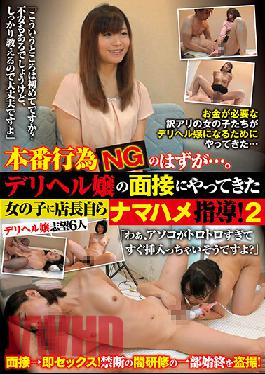 「こういうところは初めてですか?
不安もあるでしょうけど、
しっかり教えるので大丈夫ですよ」
お金が必要な
訳アリの女の子たちが
デリヘル嬢になるために
やってきた…
本番行為NGのはずが…。
デリヘル嬢の面接にやってきた
女の子に店長自ら
ナマハメ指導!2
デリヘル嬢志望6人
「わぁ、アソコがトロトロすぎて
すぐ挿入っちゃいそうですよ?」
面接→即セックス!禁断の闇研修の一部始終を盗撮!